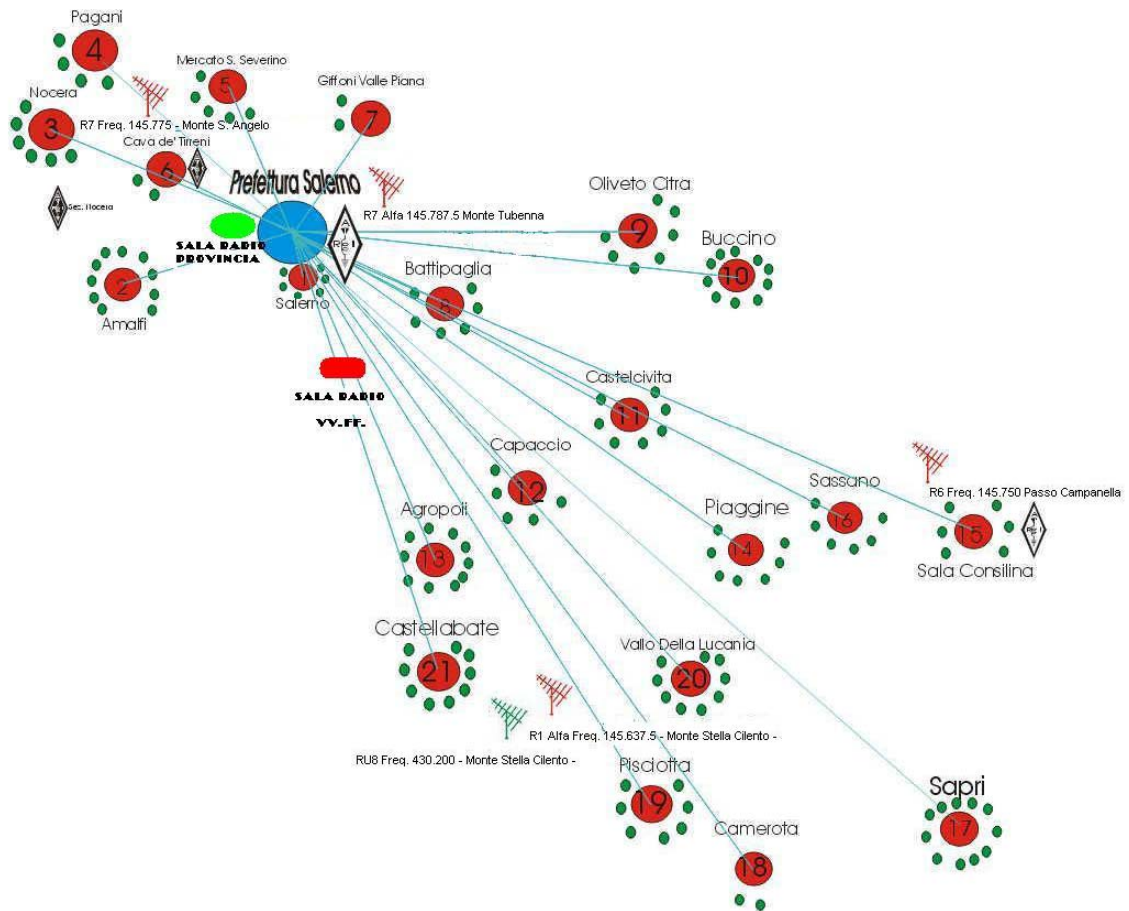 Pagani
4
Mercato S. Severino
5
Giffoni Valle Piana
7
Nocera
3
R7 Freq. 145.775 - Monte S. Angelo
Cava de' Tirreni
6
Prefettura Salerno
Sez. Nocera
R7 Alfa 145.787.5 Monte Tubenna
Oliveto Citra
9
Buccino
10
SALA RADIO
PROVINCIA
Battipaglia
8
1
Salerno
2
Amalfi
SALA RADIO
VV.FF.
Castelcivita
11
Capaccio
12
Sassano
16
R6 Freq. 145.750 Passo Campanella
15
Sala Consilina
Piaggine
14
Agropoli
13
Castellabate
21
Vallo Della Lucania
20
R1 Alfa Freq. 145.637.5 - Monte Stella Cilento -
RU8 Freq. 430.200 - Monte Stella Cilento -
Pisciotta
19
Sapri
17
Camerota
18